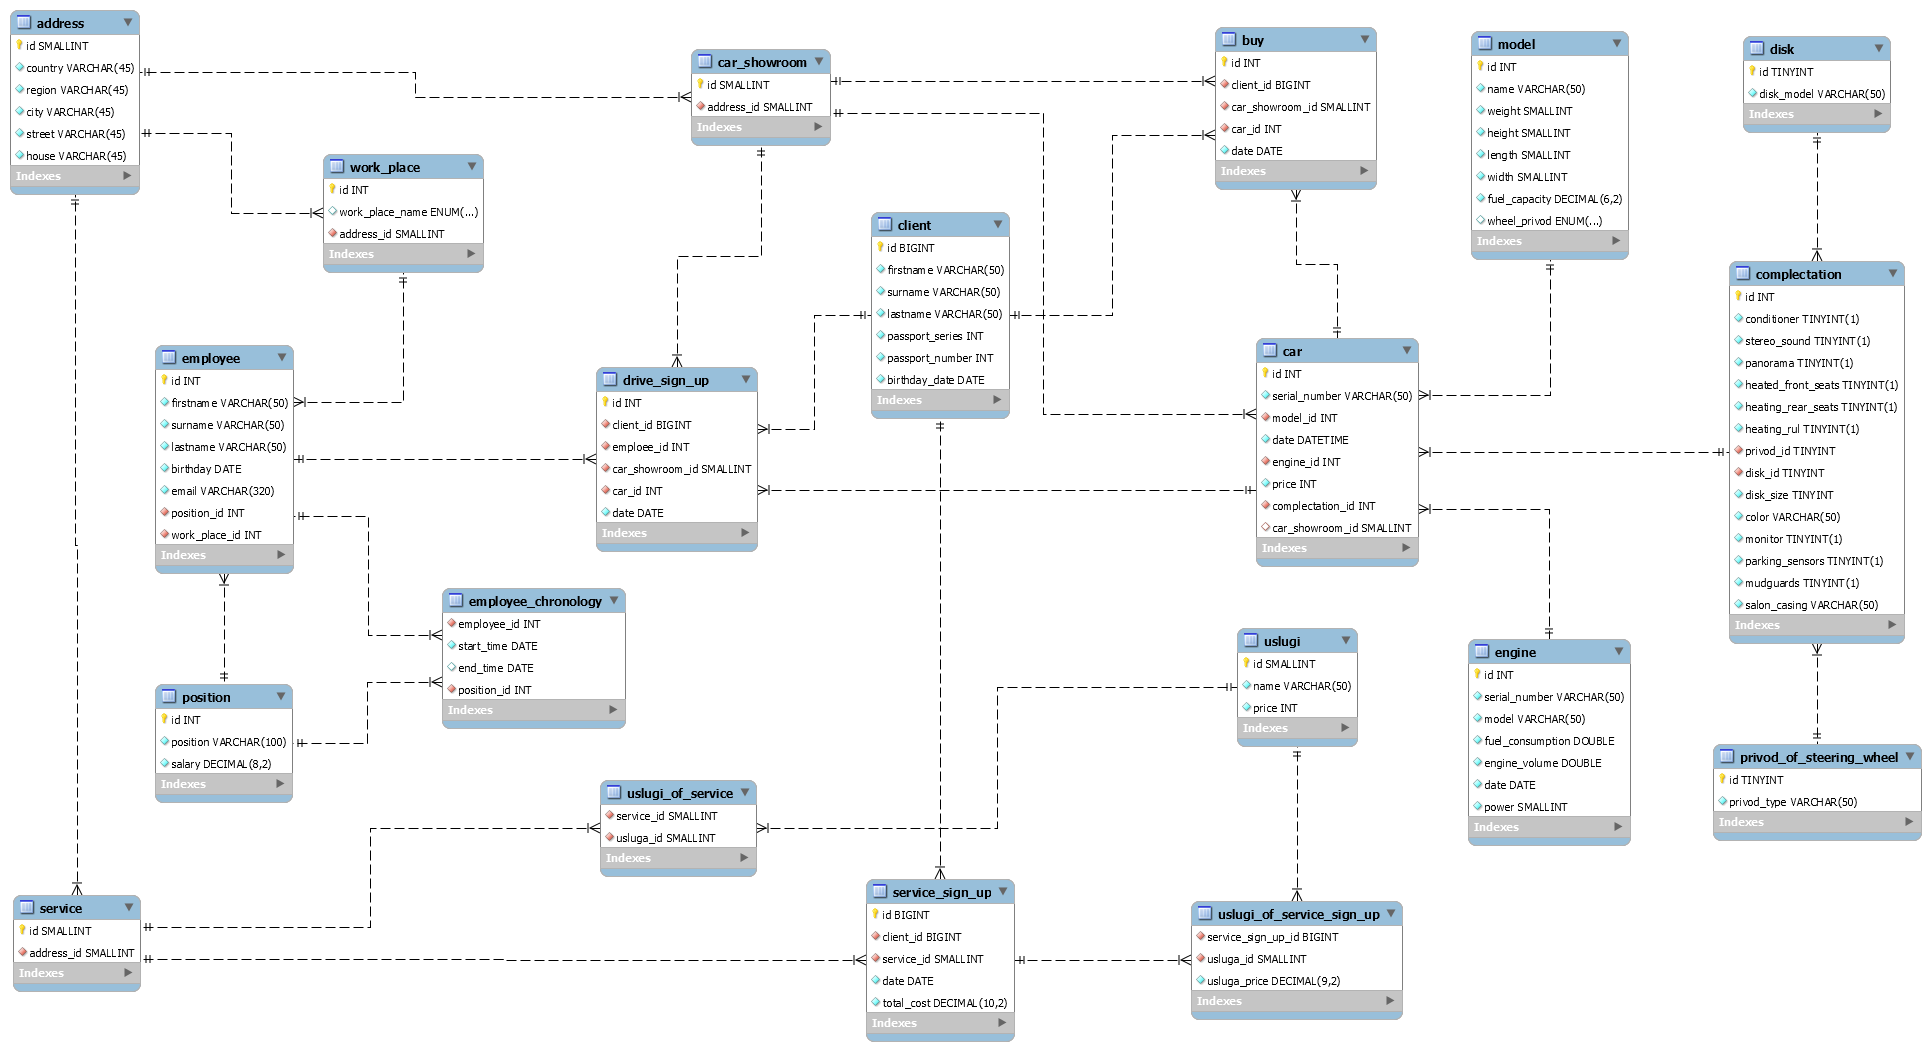 address
id SMALLINT
country VARCHAR(45)
region VARCHAR(45)
city VARCHAR(45)
street VARCHAR(45)
house VARCHAR(45)
Indexes
car_showroom
id SMALLINT
address_id SMALLINT
Indexes
buy
id INT
client_id BIGINT
car_showroom_id SMALLINT
car_id INT
date DATE
Indexes
model
id INT
name VARCHAR(50)
weight SMALLINT
height SMALLINT
length SMALLINT
width SMALLINT
fuel_capacity DECIMAL(6,2)
wheel_privod ENUM(...)
Indexes
disk
id TINYINT
disk_model VARCHAR(50)
Indexes
work_place
id INT
work_place_name ENUM(...)
address_id SMALLINT
Indexes
client
id BIGINT
firstname VARCHAR(50)
surname VARCHAR(50)
lastname VARCHAR(50)
passport_series INT
passport_number INT
birthday_date DATE
Indexes
complectation
id INT
conditioner TINYINT(1)
stereo_sound TINYINT(1)
panorama TINYINT(1)
heated_front_seats TINYINT(1)
heating_rear_seats TINYINT(1)
heating_rul TINYINT(1)
privod_id TINYINT
disk_id TINYINT
disk_size TINYINT
color VARCHAR(50)
monitor TINYINT(1)
parking_sensors TINYINT(1)
mudguards TINYINT(1)
salon_casing VARCHAR(50)
Indexes
employee
id INT
firstname VARCHAR(50)
surname VARCHAR(50)
lastname VARCHAR(50)
birthday DATE
email VARCHAR(320)
position_id INT
work_place_id INT
Indexes
drive_sign_up
id INT
client_id BIGINT
emploee_id INT
car_showroom_id SMALLINT
car_id INT
date DATE
Indexes
car
id INT
serial_number VARCHAR(50)
model_id INT
date DATETIME
engine_id INT
price INT
complectation_id INT
car_showroom_id SMALLINT
Indexes
employee_chronology
employee_id INT
start_time DATE
end_time DATE
position_id INT
Indexes
uslugi
id SMALLINT
name VARCHAR(50)
price INT
Indexes
engine
id INT
serial_number VARCHAR(50)
model VARCHAR(50)
fuel_consumption DOUBLE
engine_volume DOUBLE
date DATE
power SMALLINT
Indexes
position
id INT
position VARCHAR(100)
salary DECIMAL(8,2)
Indexes
privod_of_steering_wheel
id TINYINT
privod_type VARCHAR(50)
Indexes
uslugi_of_service
service_id SMALLINT
usluga_id SMALLINT
Indexes
service
id SMALLINT
address_id SMALLINT
Indexes
service_sign_up
id BIGINT
client_id BIGINT
service_id SMALLINT
date DATE
total_cost DECIMAL(10,2)
Indexes
uslugi_of_service_sign_up
service_sign_up_id BIGINT
usluga_id SMALLINT
usluga_price DECIMAL(9,2)
Indexes